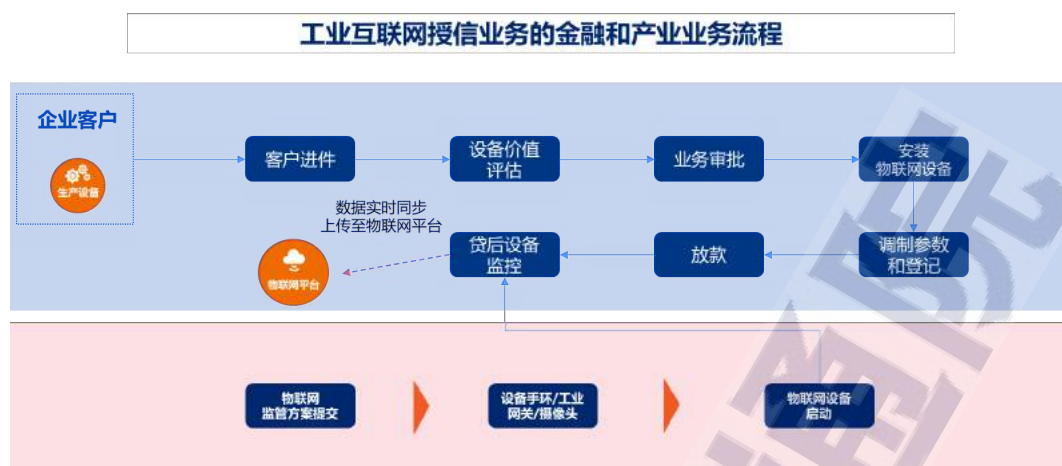 工业互联网授信业务的金融和产业业务流程
企业客户
生产设备
客户进件
设备价值
评估
业务审批
安装
物联网设备
数据实时同步
上传至物联网平台
物联网平台
贷后设备
监控
放款
调制参数
和登记
物联网
监管方案提交
设备手环/工业
网关/摄像头
物联网设备
启动